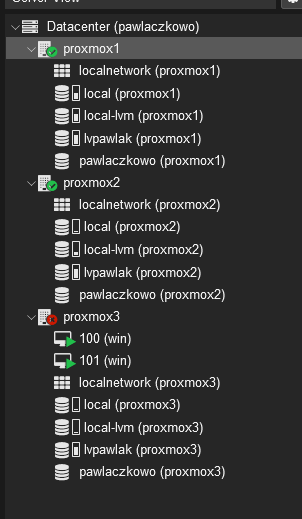 Datacenter (pawlaczkowo)
proxmox1
localnetwork (proxmox1)
local (proxmox1)
local-lvm (proxmox1)
lvpawlak (proxmox1)
pawlaczkowo (proxmox1)
proxmox2
localnetwork (proxmox2)
local (proxmox2)
local-lvm (proxmox2)
lvpawlak (proxmox2)
pawlaczkowo (proxmox2)
proxmox3
100 (win)
101 (win)
localnetwork (proxmox3)
local (proxmox3)
local-lvm (proxmox3)
lvpawlak (proxmox3)
pawlaczkowo (proxmox3)